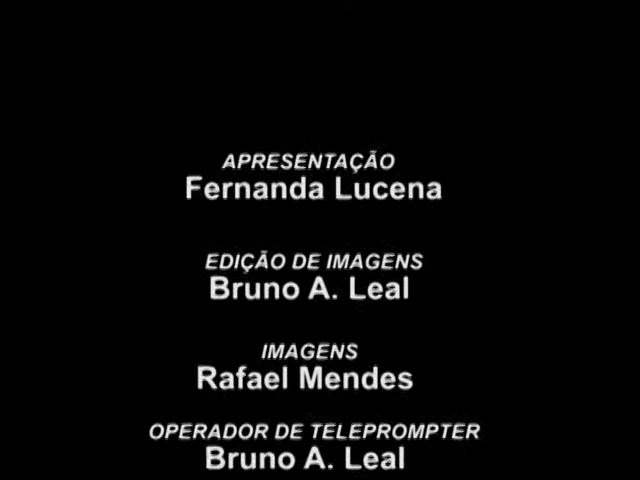 APRESENTAÇÃO
Fernanda Lucena
EDIÇÃO DE IMAGENS
Bruno A. Leal
IMAGENS
Rafael Mendes
OPERADOR DE TELEPROMPTER
Bruno A. Leal